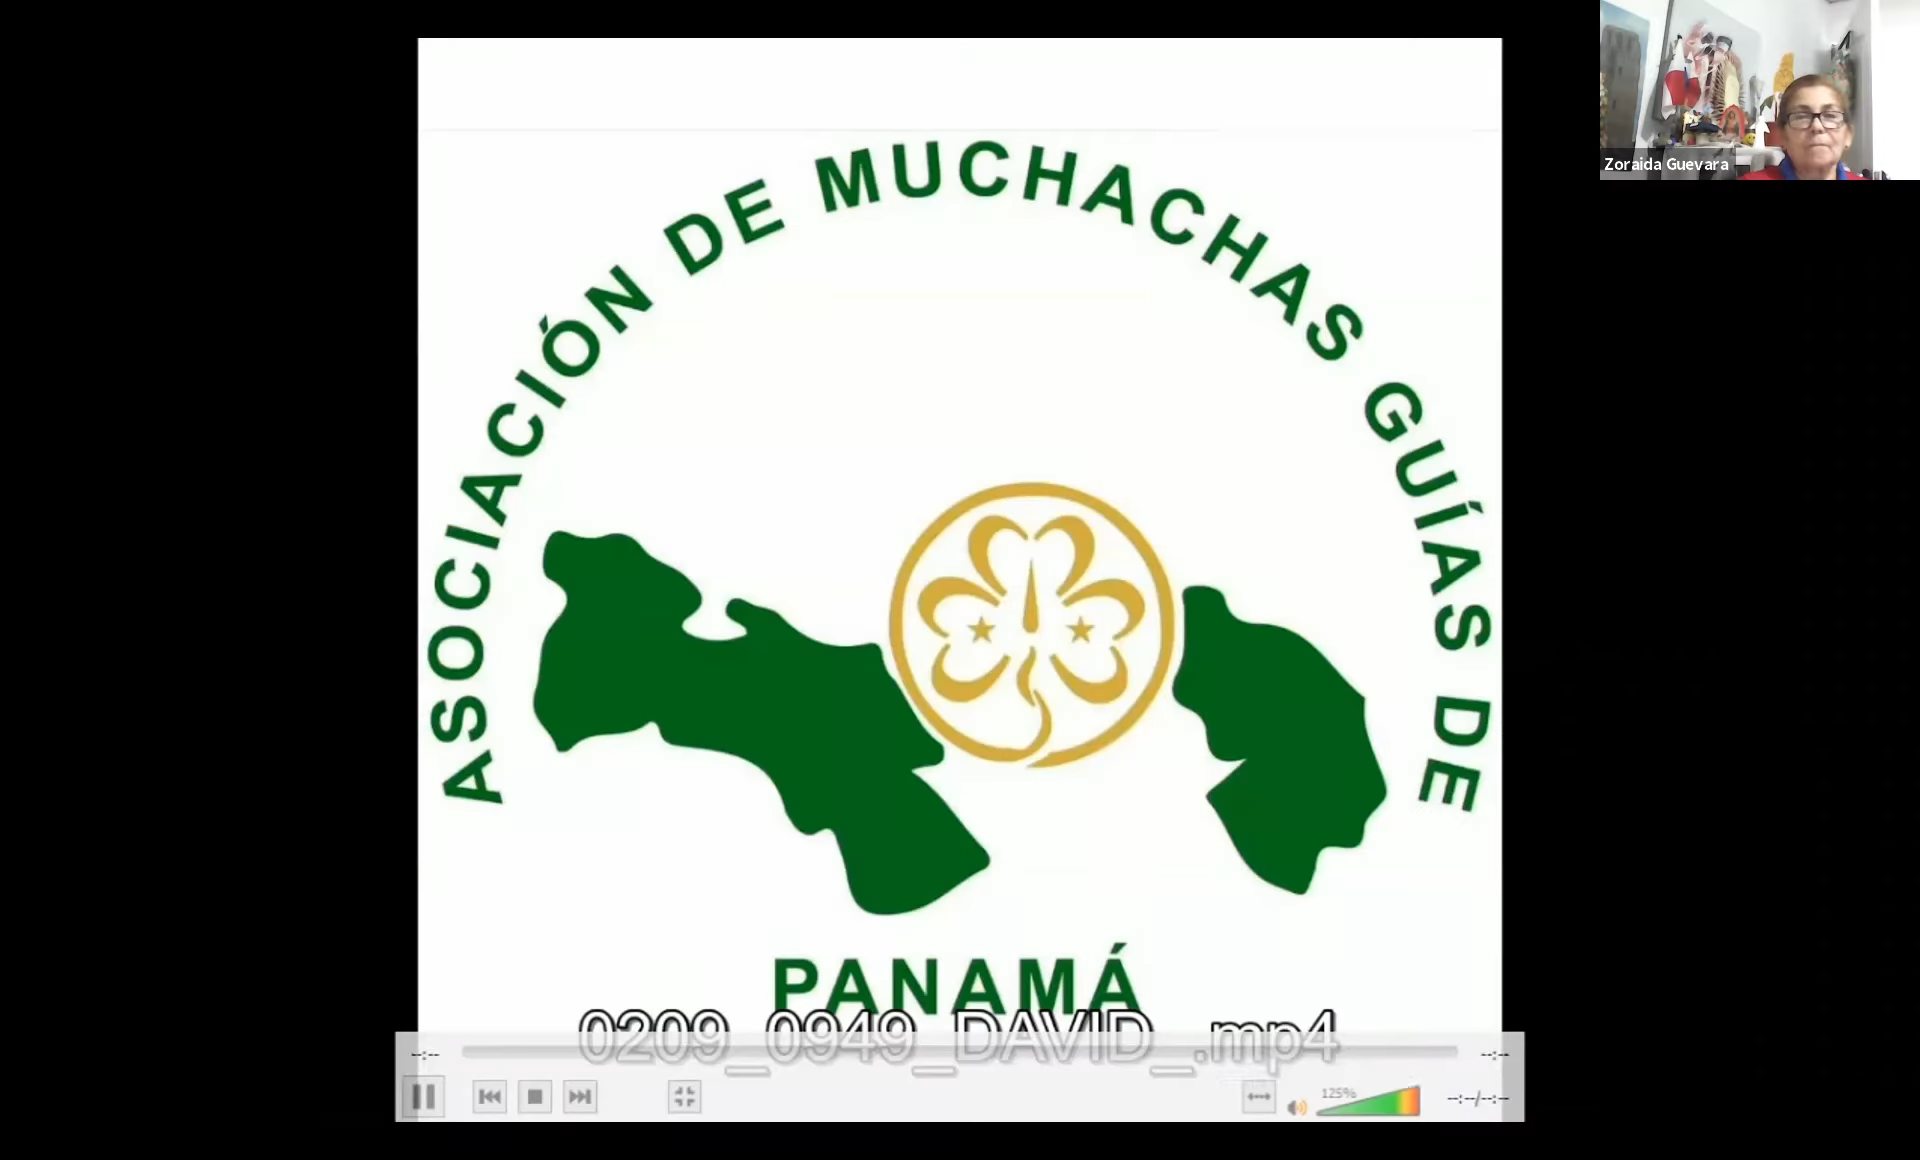 Zoraida Guevara
ASOCIACIÓN DE MUCHACHAS GUÍAS DE
PANAMÁ
0209_0949_DAVID_.mp4
--:--
--:--
125%
--:--/--:--